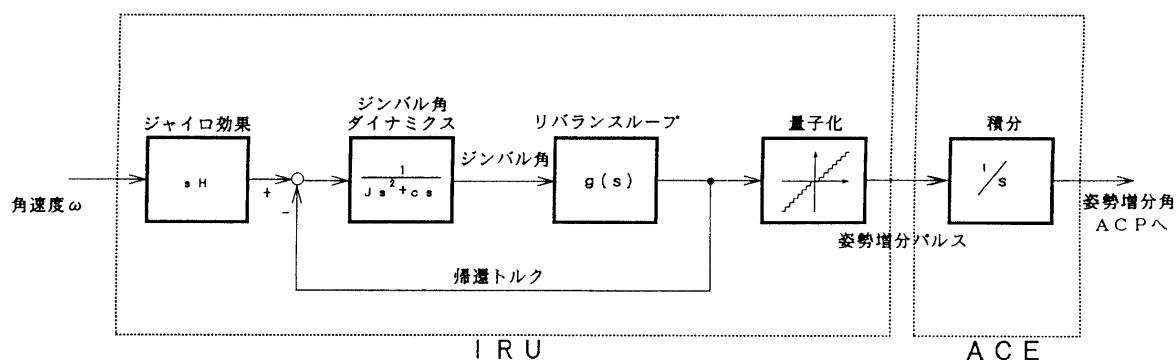 ジャイロ効果
ジンバル角
ダイナミクス
リバランスループ
量子化
積分
角速度ω
sH
+
-
1
Js²+cs
ジンバル角
g(s)
1/s
姿勢増分パルス
姿勢増分角
ACPへ
帰還トルク
IRU
ACE